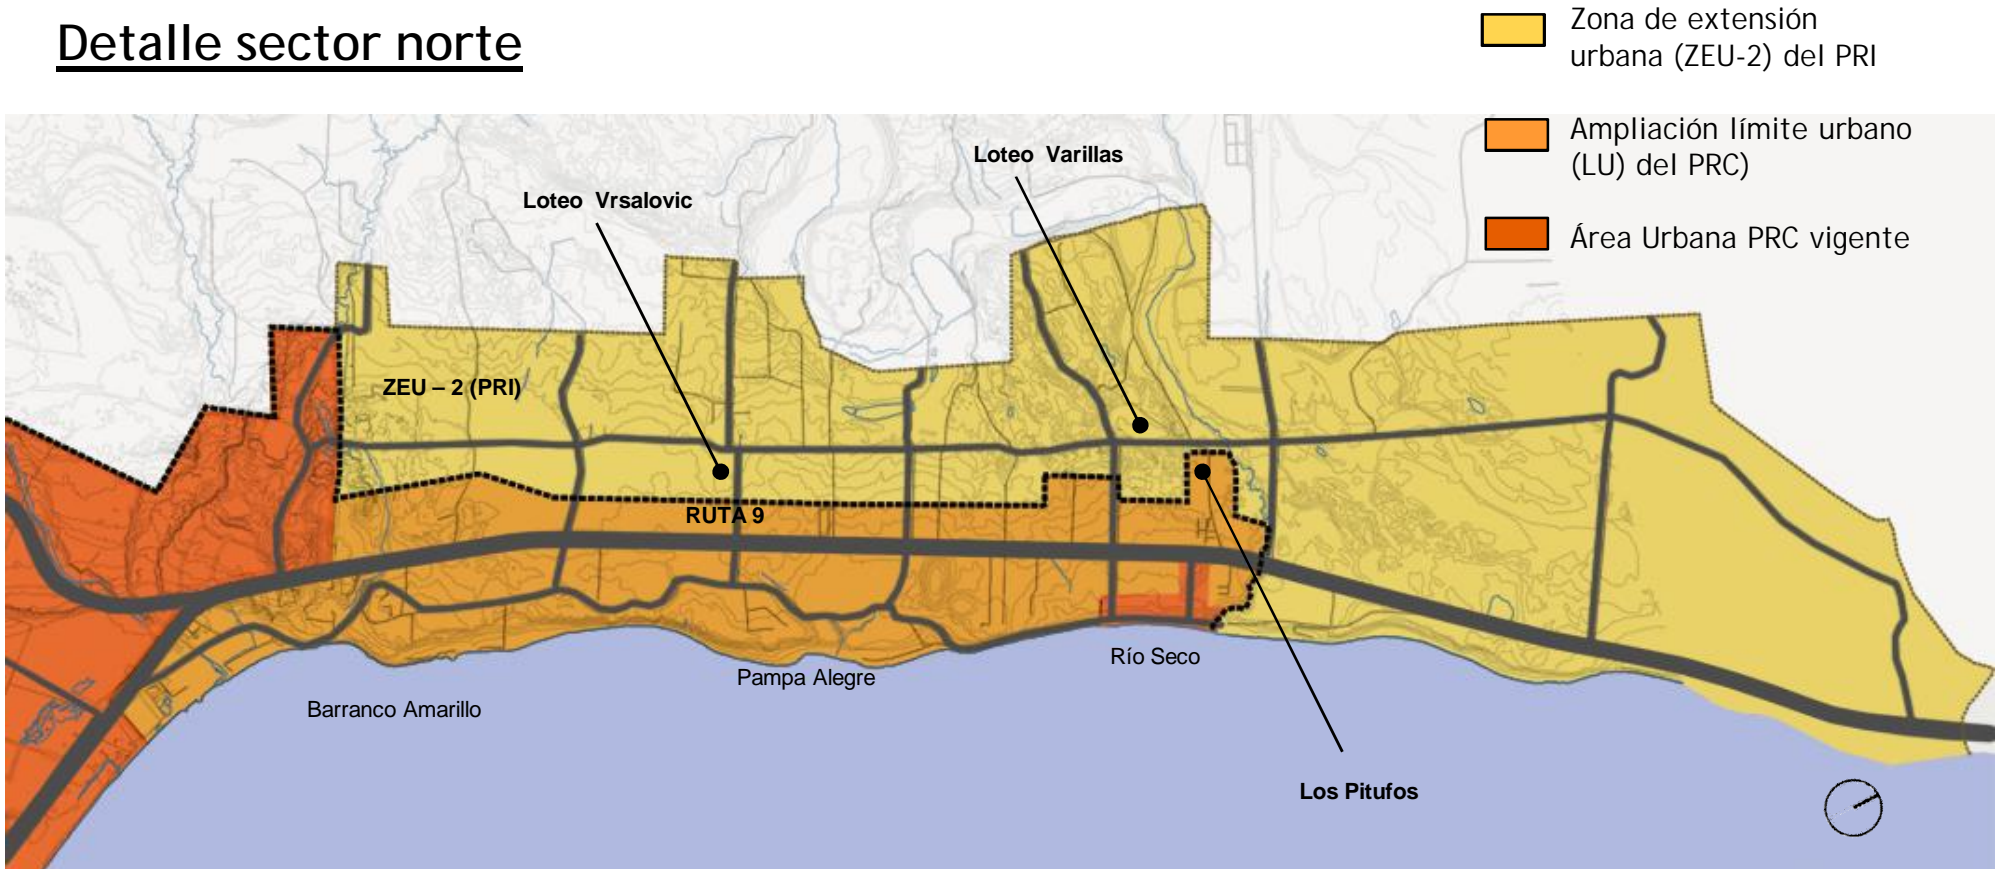 Detalle sector norte
Zona de extensión
urbana (ZEU-2) del PRI
Ampliación límite urbano
(LU) del PRC)
Área Urbana PRC vigente
Loteo Varillas
Loteo Vrsalovic
ZEU – 2 (PRI)
RUTA 9
Río Seco
Pampa Alegre
Barranco Amarillo
Los Pitufos